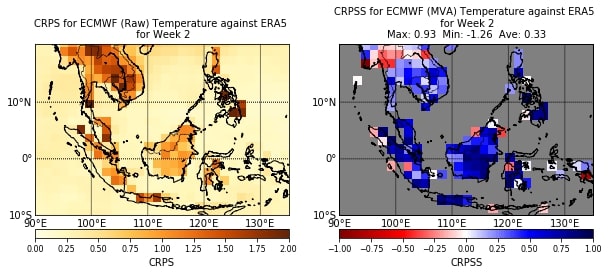 CRPS for ECMWF (Raw) Temperature against ERA5
for Week 2
10°N
0°
10°S
90°E
100°E
110°E
120°E
130°E
0.00 0.25 0.50 0.75 1.00 1.25 1.50 1.75 2.00
CRPS
CRPSS for ECMWF (MVA) Temperature against ERA5
for Week 2
Max: 0.93 Min: -1.26 Ave: 0.33
10°N
0°
10°S
90°E
100°E
110°E
120°E
130°E
−1.00 −0.75 −0.50 −0.25 0.00 0.25 0.50 0.75 1.00
CRPSS